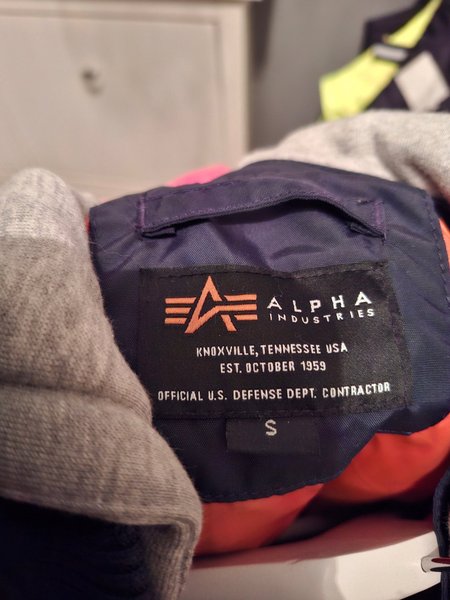 ALPHA
INDUSTRIES
KNOXVILLE, TENNESSEE USA
EST. OCTOBER 1959
OFFICIAL U.S. DEFENSE DEPT. CONTRACTOR
S